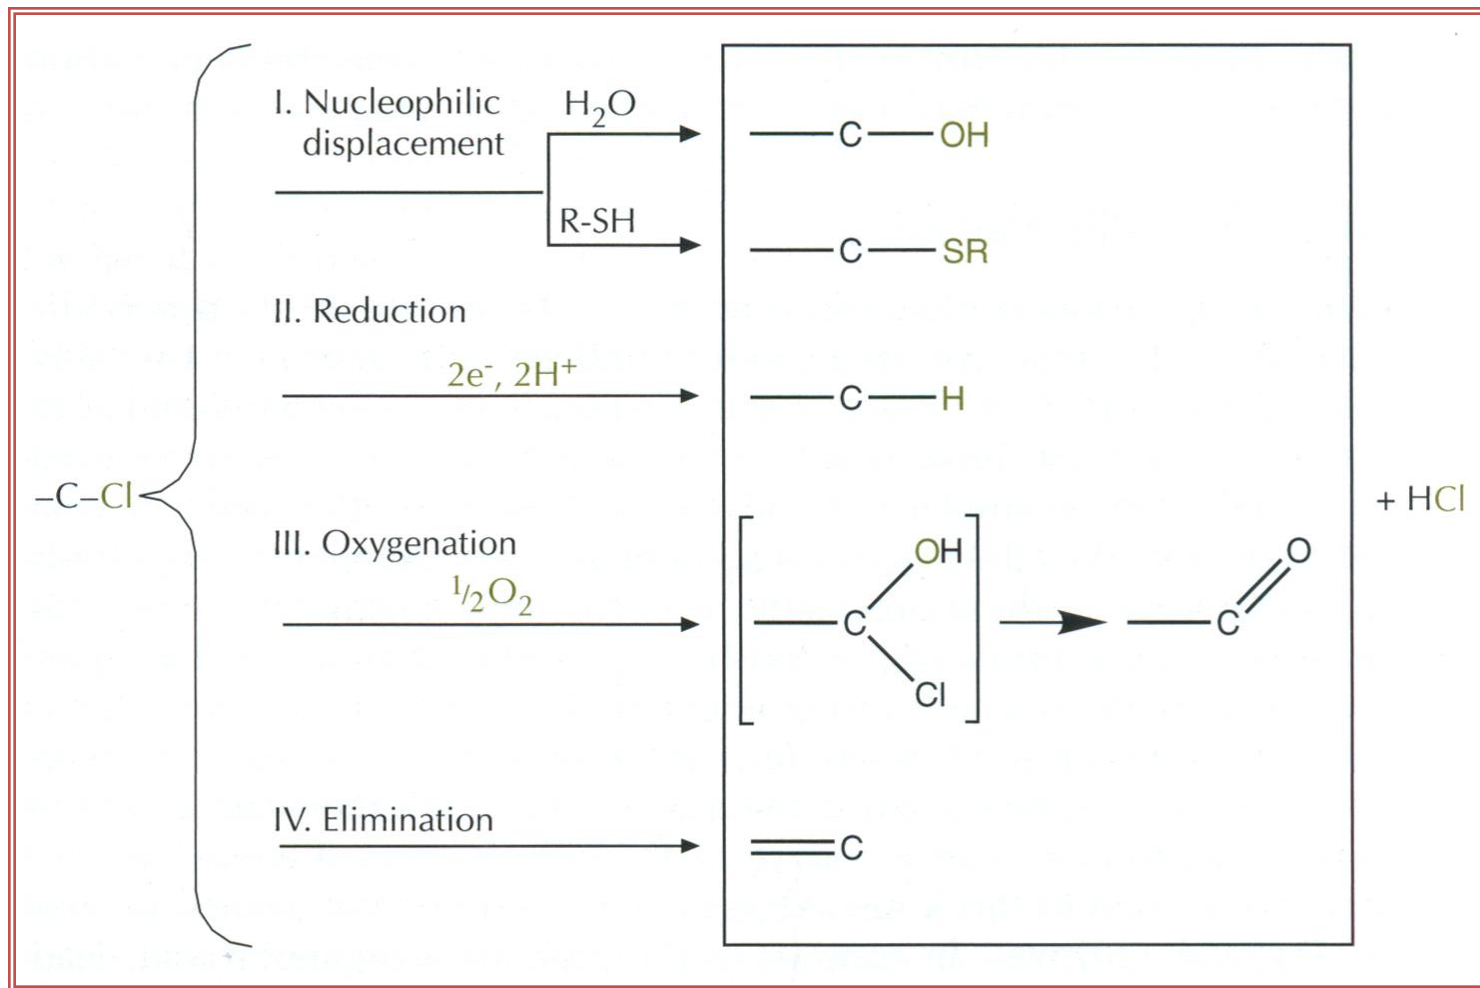 I. Nucleophilic
displacement
H₂O
C OH
R-SH
C SR
II. Reduction
2e⁻, 2H⁺
C H
–C–Cl
+ HCl
III. Oxygenation
½O₂
OH
C
Cl
O
C
IV. Elimination
C